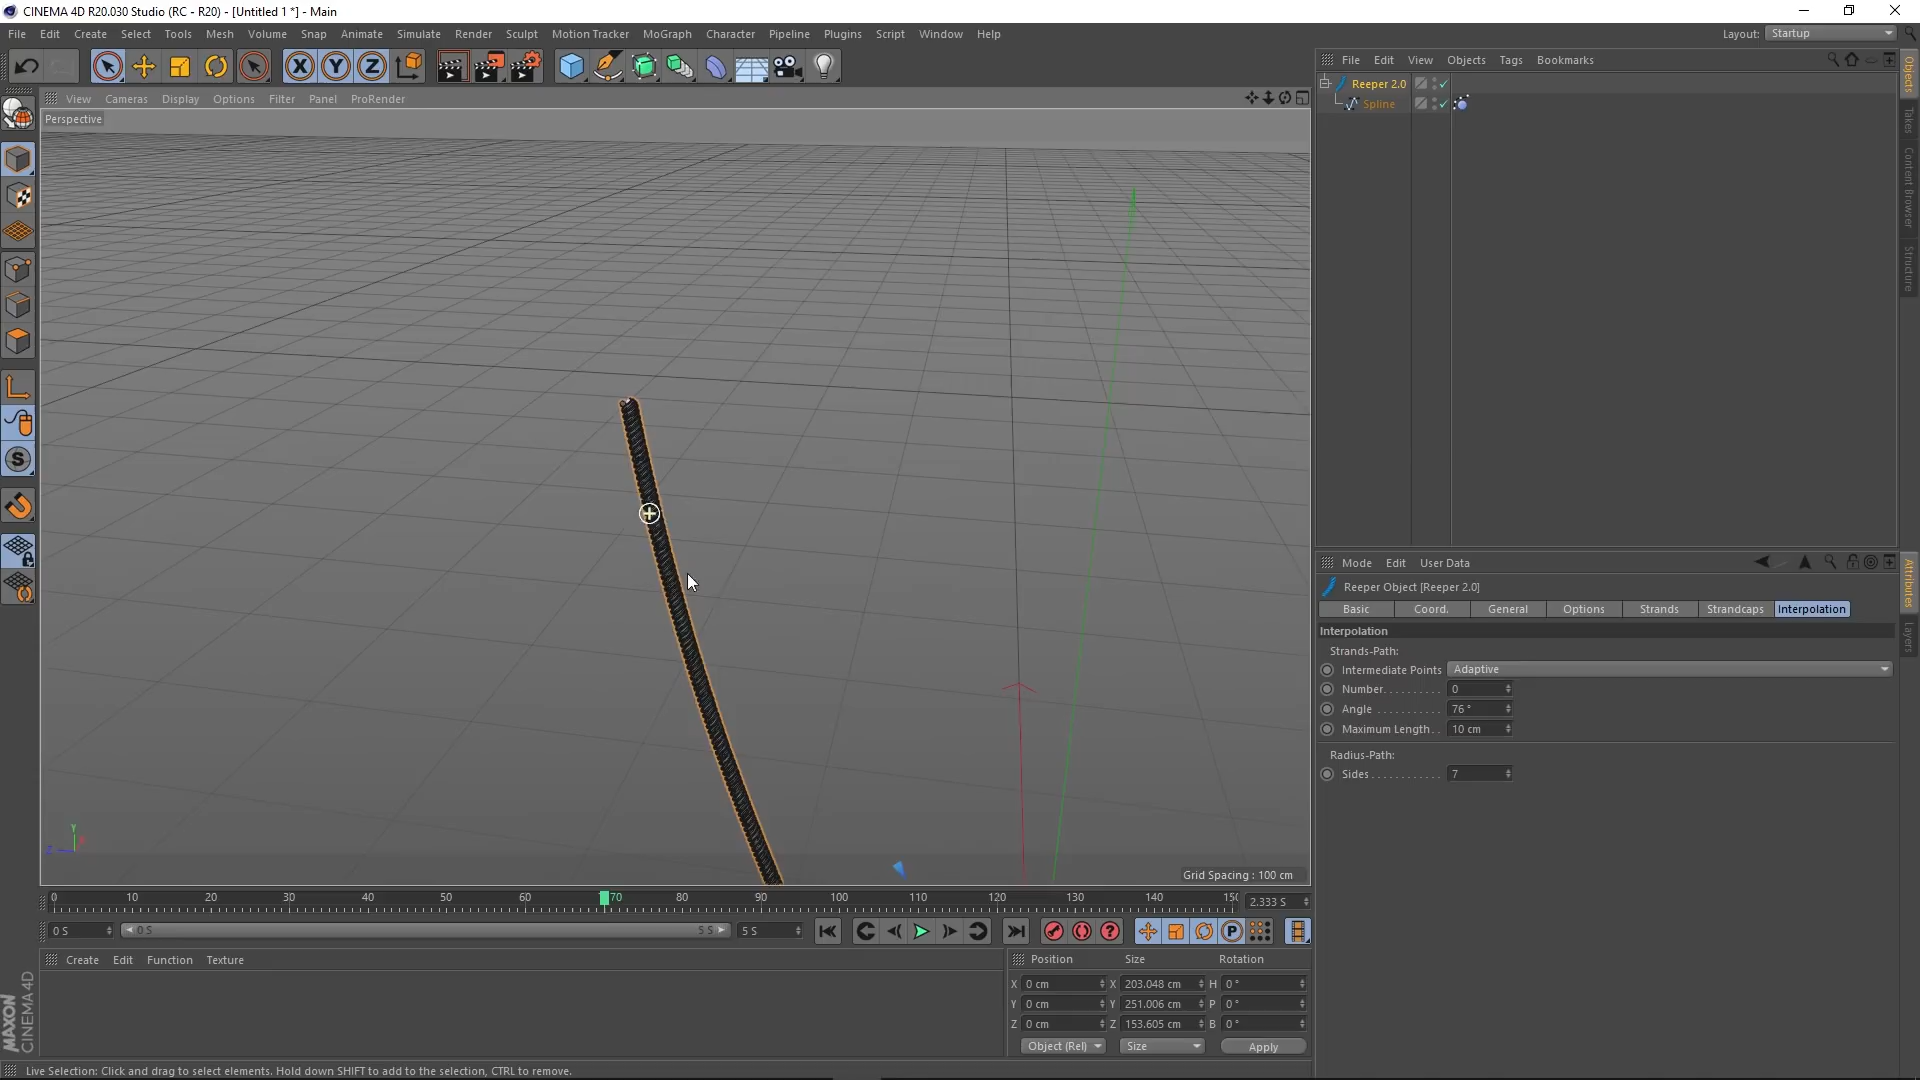 CINEMA 4D R20.030 Studio (RC - R20) - [Untitled 1 *] - Main
File Edit Create Select Tools Mesh Volume Snap Animate Simulate Render Sculpt Motion Tracker MoGraph Character Pipeline Plugins Script Window Help
Layout: Startup
X Y Z
View Cameras Display Options Filter Panel ProRender
Perspective
File Edit View Objects Tags Bookmarks
Reeper 2.0
Spline
Objects
Takes
Content Browser
Structure
Mode Edit User Data
Reeper Object [Reeper 2.0]
Basic Coord. General Options Strands Strandcaps Interpolation
Interpolation
Strands-Path:
Intermediate Points Adaptive
Number. . . . . . . . . . 0
Angle . . . . . . . . . . . 76 °
Maximum Length. . 10 cm
Radius-Path:
Sides . . . . . . . . . . . . 7
Attributes
Layers
S
Y
Z
Grid Spacing : 100 cm
0 10 20 30 40 50 60 70 80 90 100 110 120 130 140 150
2.333 S
0 S 0 S 5 S 5 S
P
Create Edit Function Texture
Position Size Rotation
X 0 cm X 203.048 cm H 0 °
Y 0 cm Y 251.006 cm P 0 °
Z 0 cm Z 153.605 cm B 0 °
Object (Rel) Size Apply
MAXON
CINEMA 4D
Live Selection: Click and drag to select elements. Hold down SHIFT to add to the selection, CTRL to remove.